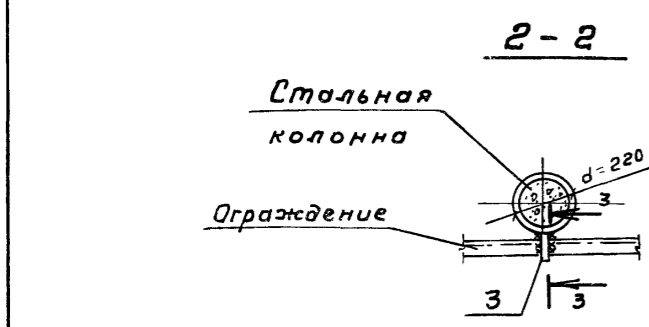 2 - 2
Стальная
колонна
d=220
3
Ограждение
3
3